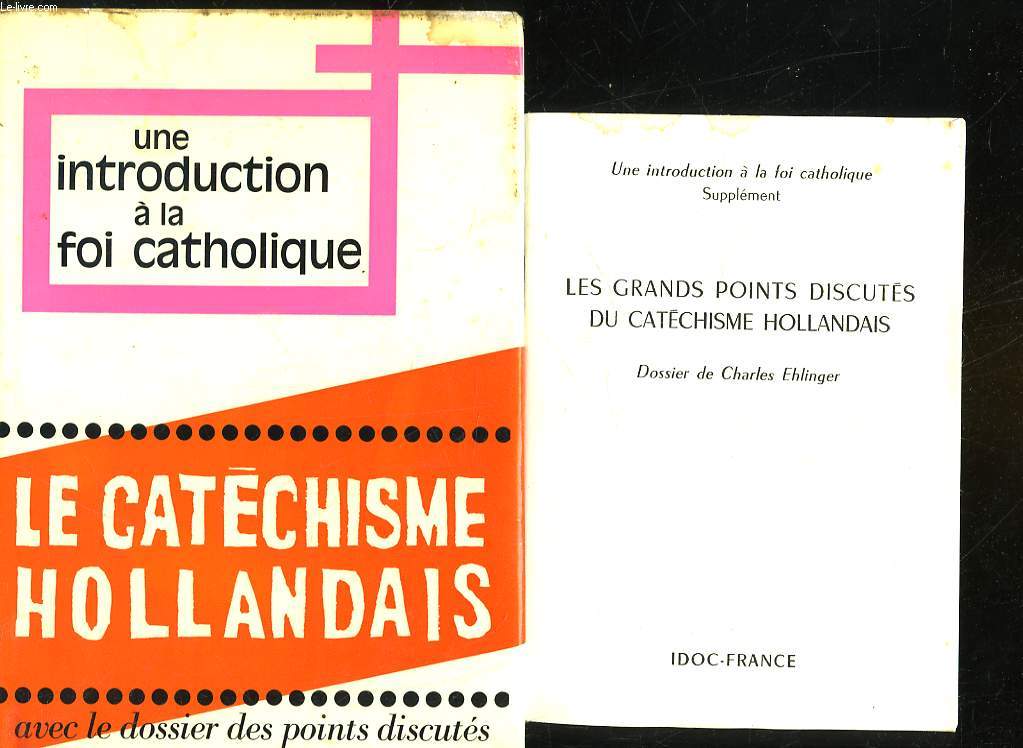 Le-livre.com
une
introduction
à la
foi catholique
LE CATÉCHISME
HOLLANDAIS
avec le dossier des points discutés
Une introduction à la foi catholique
Supplément
LES GRANDS POINTS DISCUTÉS
DU CATÉCHISME HOLLANDAIS
Dossier de Charles Ehlinger
IDOC-FRANCE